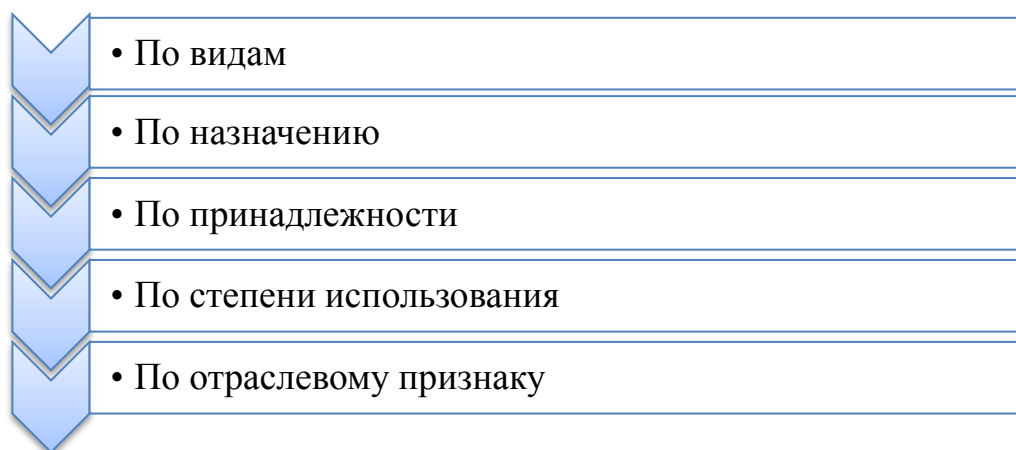 • По видам
• По назначению
• По принадлежности
• По степени использования
• По отраслевому признаку